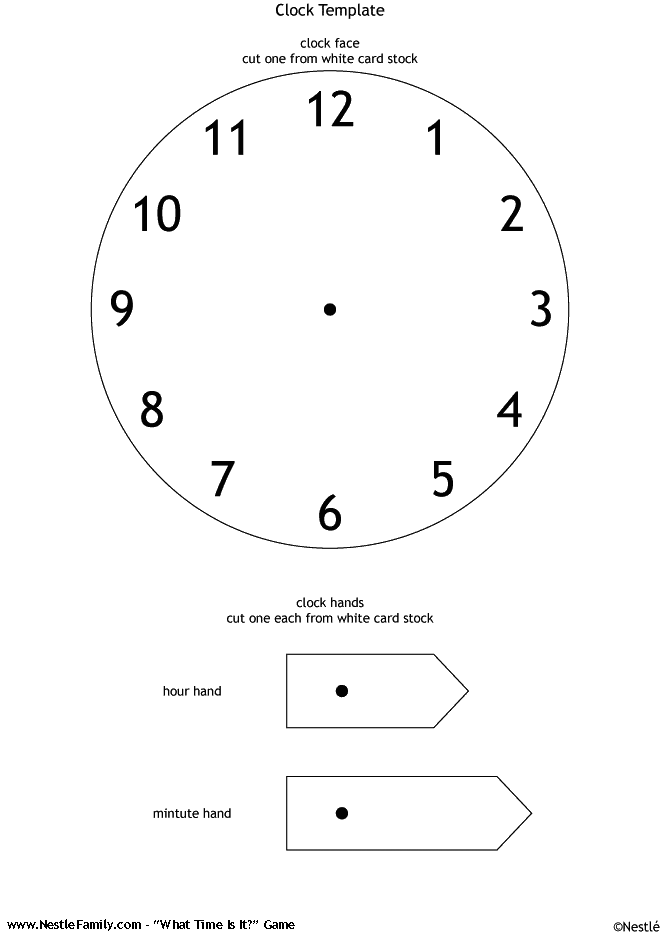 Clock Template
clock face
cut one from white card stock
12
11
1
10
2
9
3
8
4
7
5
6
clock hands
cut one each from white card stock
hour hand
mintute hand
www.NestleFamily.com - "What Time Is It?" Game
©Nestlé